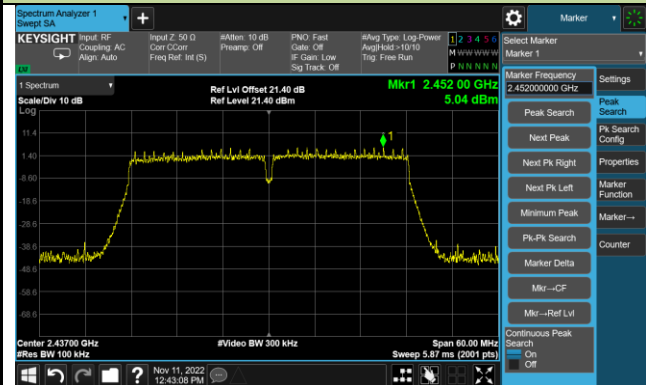 Spectrum Analyzer 1
Swept SA
Marker
KEYSIGHT
Input: RF
Coupling: AC
Align: Auto
Input Z: 50 Ω
Corr CCorr
Freq Ref: Int (S)
#Atten: 10 dB
Preamp: Off
PNO: Fast
Gate: Off
IF Gain: Low
Sig Track: Off
#Avg Type: Log-Power
Avg|Hold:>10/10
Trig: Free Run
1 2 3 4 5 6
M W W W W W
P N N N N N
Select Marker
Marker 1
1 Spectrum
Scale/Div 10 dB
Log
Ref Lvl Offset 21.40 dB
Ref Level 21.40 dBm
Mkr1 2.452 00 GHz
5.04 dBm
1
11.4
1.40
-8.60
-18.6
-28.6
-38.6
-48.6
-58.6
-68.6
Center 2.43700 GHz
#Res BW 100 kHz
#Video BW 300 kHz
Span 60.00 MHz
Sweep 5.87 ms (2001 pts)
Marker Frequency
2.452000000 GHz
Peak Search
Next Peak
Next Pk Right
Next Pk Left
Minimum Peak
Pk-Pk Search
Marker Delta
Mkr→CF
Mkr→Ref Lvl
Continuous Peak
Search
On
Off
Settings
Peak
Search
Pk Search
Config
Properties
Marker
Function
Marker→
Counter
Nov 11, 2022
12:43:08 PM